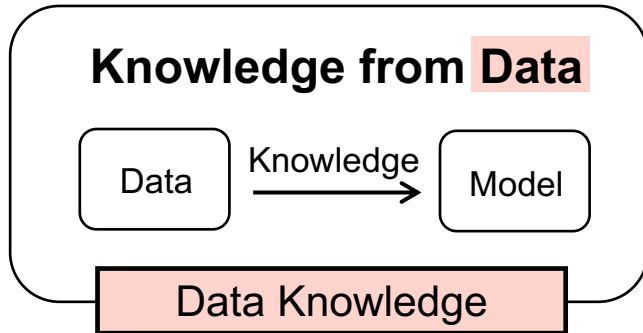 Knowledge from Data
Data
Knowledge
Model
Data Knowledge